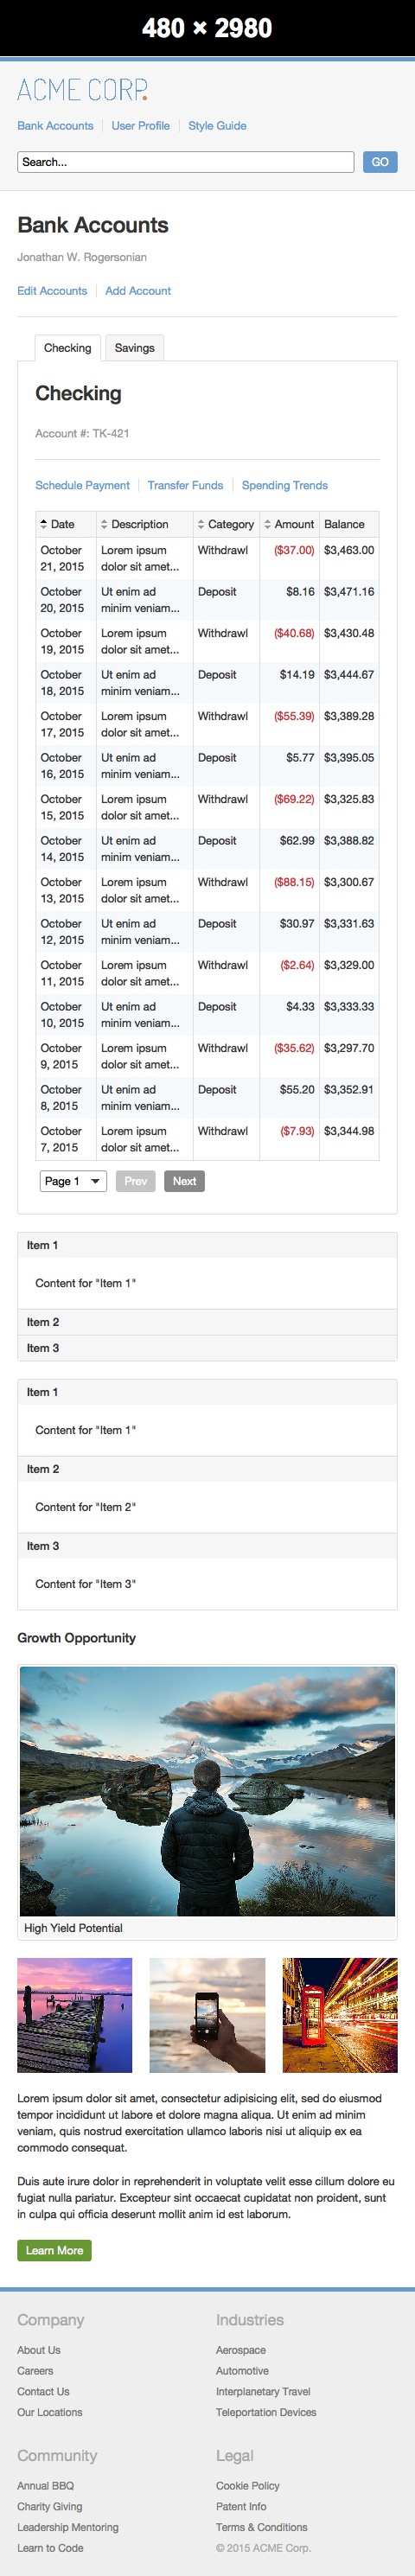 480 × 2980
ACME CORP.
Bank Accounts User Profile Style Guide
Search... GO
Bank Accounts
Jonathan W. Rogersonian
Edit Accounts Add Account
Checking Savings
Checking
Account #: TK-421
Schedule Payment Transfer Funds Spending Trends
Date Description Category Amount Balance
October Lorem ipsum Withdrawl ($37.00) $3,463.00
21, 2015 dolor sit amet...
October Ut enim ad Deposit $8.16 $3,471.16
20, 2015 minim veniam...
October Lorem ipsum Withdrawl ($40.68) $3,430.48
19, 2015 dolor sit amet...
October Ut enim ad Deposit $14.19 $3,444.67
18, 2015 minim veniam...
October Lorem ipsum Withdrawl ($55.39) $3,389.28
17, 2015 dolor sit amet...
October Ut enim ad Deposit $5.77 $3,395.05
16, 2015 minim veniam...
October Lorem ipsum Withdrawl ($69.22) $3,325.83
15, 2015 dolor sit amet...
October Ut enim ad Deposit $62.99 $3,388.82
14, 2015 minim veniam...
October Lorem ipsum Withdrawl ($88.15) $3,300.67
13, 2015 dolor sit amet...
October Ut enim ad Deposit $30.97 $3,331.63
12, 2015 minim veniam...
October Lorem ipsum Withdrawl ($2.64) $3,329.00
11, 2015 dolor sit amet...
October Ut enim ad Deposit $4.33 $3,333.33
10, 2015 minim veniam...
October Lorem ipsum Withdrawl ($35.62) $3,297.70
9, 2015 dolor sit amet...
October Ut enim ad Deposit $55.20 $3,352.91
8, 2015 minim veniam...
October Lorem ipsum Withdrawl ($7.93) $3,344.98
7, 2015 dolor sit amet...
Page 1 Prev Next
Item 1
Content for "Item 1"
Item 2
Item 3
Item 1
Content for "Item 1"
Item 2
Content for "Item 2"
Item 3
Content for "Item 3"
Growth Opportunity
High Yield Potential
Lorem ipsum dolor sit amet, consectetur adipisicing elit, sed do eiusmod
tempor incididunt ut labore et dolore magna aliqua. Ut enim ad minim
veniam, quis nostrud exercitation ullamco laboris nisi ut aliquip ex ea
commodo consequat.
Duis aute irure dolor in reprehenderit in voluptate velit esse cillum dolore eu
fugiat nulla pariatur. Excepteur sint occaecat cupidatat non proident, sunt
in culpa qui officia deserunt mollit anim id est laborum.
Learn More
Company
About Us
Careers
Contact Us
Our Locations
Industries
Aerospace
Automotive
Interplanetary Travel
Teleportation Devices
Community
Annual BBQ
Charity Giving
Leadership Mentoring
Learn to Code
Legal
Cookie Policy
Patent Info
Terms & Conditions
© 2015 ACME Corp.